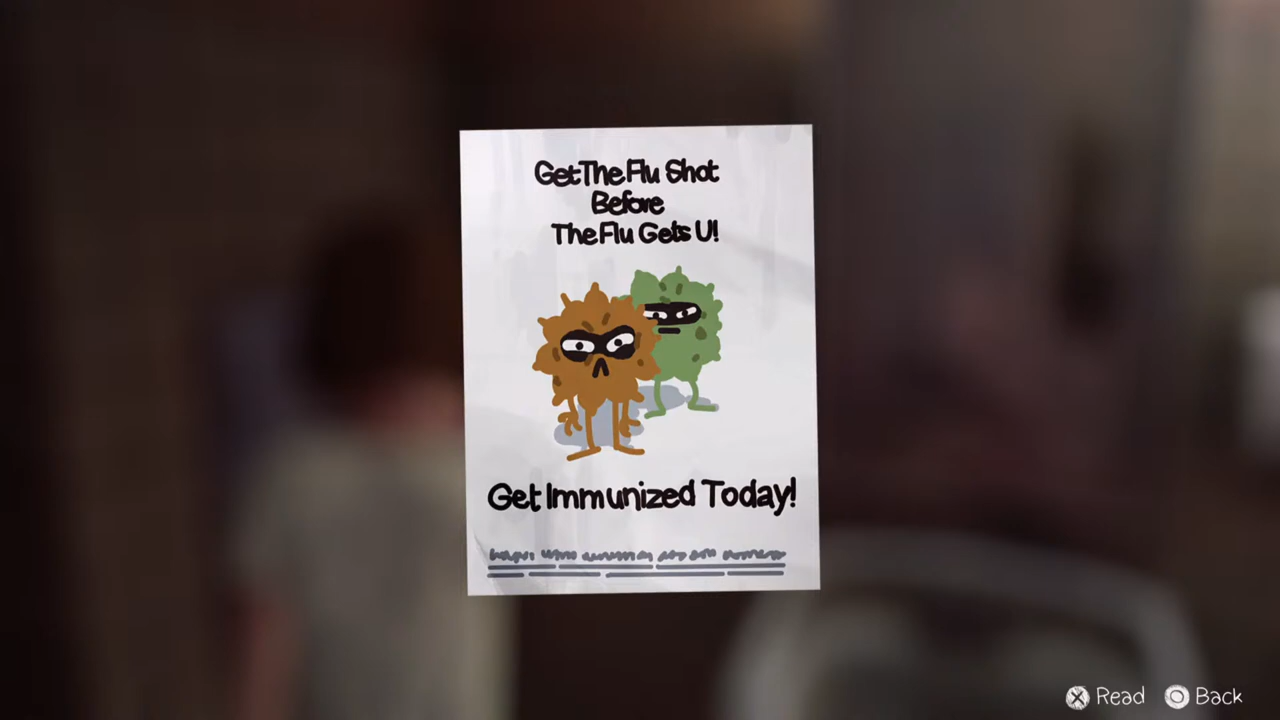 Get The Flu Shot
Before
The Flu Gets U!
Get Immunized Today!
Read
Back